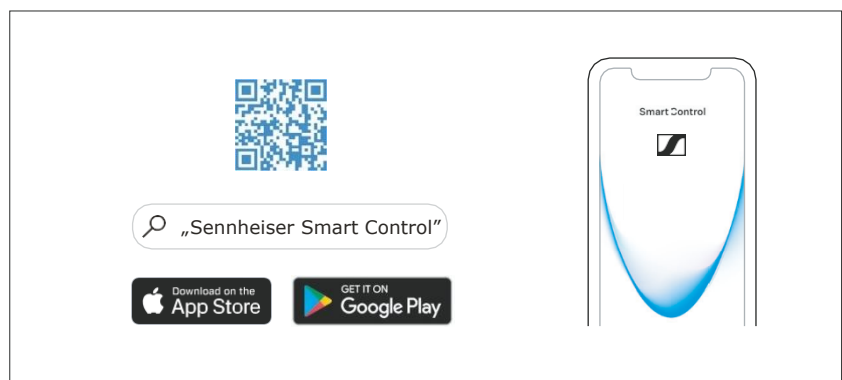 „Sennheiser Smart Control”
Download on the
App Store
GET IT ON
Google Play
Smart Control